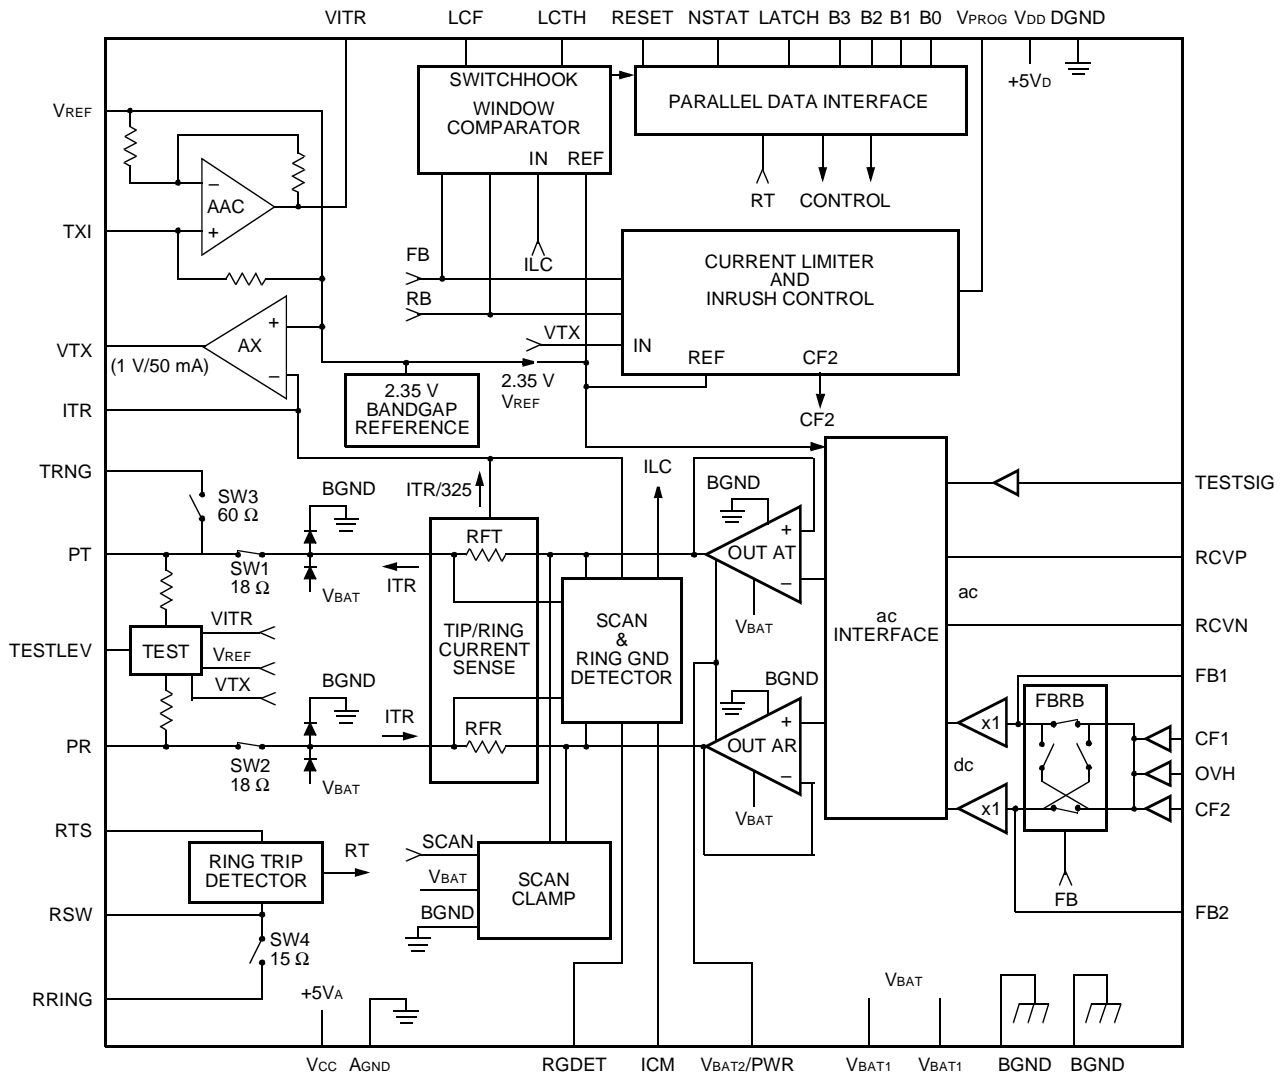 VITR LCF LCTH RESET NSTAT LATCH B3 B2 B1 B0 VPROG VDD DGND
+5VD
SWITCHHOOK
WINDOW
COMPARATOR
IN REF
PARALLEL DATA INTERFACE
RT CONTROL
VREF
AAC
−
+
TXI
FB
ILC
RB
CURRENT LIMITER
AND
INRUSH CONTROL
VTX
IN
REF CF2
CF2
VTX
(1 V/50 mA)
AX
+
−
2.35 V
BANDGAP
REFERENCE
2.35 V
VREF
ITR
TRNG
SW3
60 Ω
BGND
ITR/325
ILC
BGND
TESTSIG
PT
SW1
18 Ω
VBAT
ITR
RFT
OUT AT
+
−
VBAT
RCVP
ac
RCVN
TESTLEV
TEST
VITR
VREF
VTX
TIP/RING
CURRENT
SENSE
SCAN
&
RING GND
DETECTOR
ac
INTERFACE
BGND
ITR
BGND
FB1
FBRB
PR
SW2
18 Ω
VBAT
RFR
OUT AR
+
−
VBAT
x1
dc
x1
CF1
OVH
CF2
FB
FB2
RTS
RING TRIP
DETECTOR
RT
SCAN
VBAT
BGND
SCAN
CLAMP
RSW
SW4
15 Ω
RRING
+5VA
VBAT
VCC AGND RGDET ICM VBAT2/PWR VBAT1 VBAT1 BGND BGND